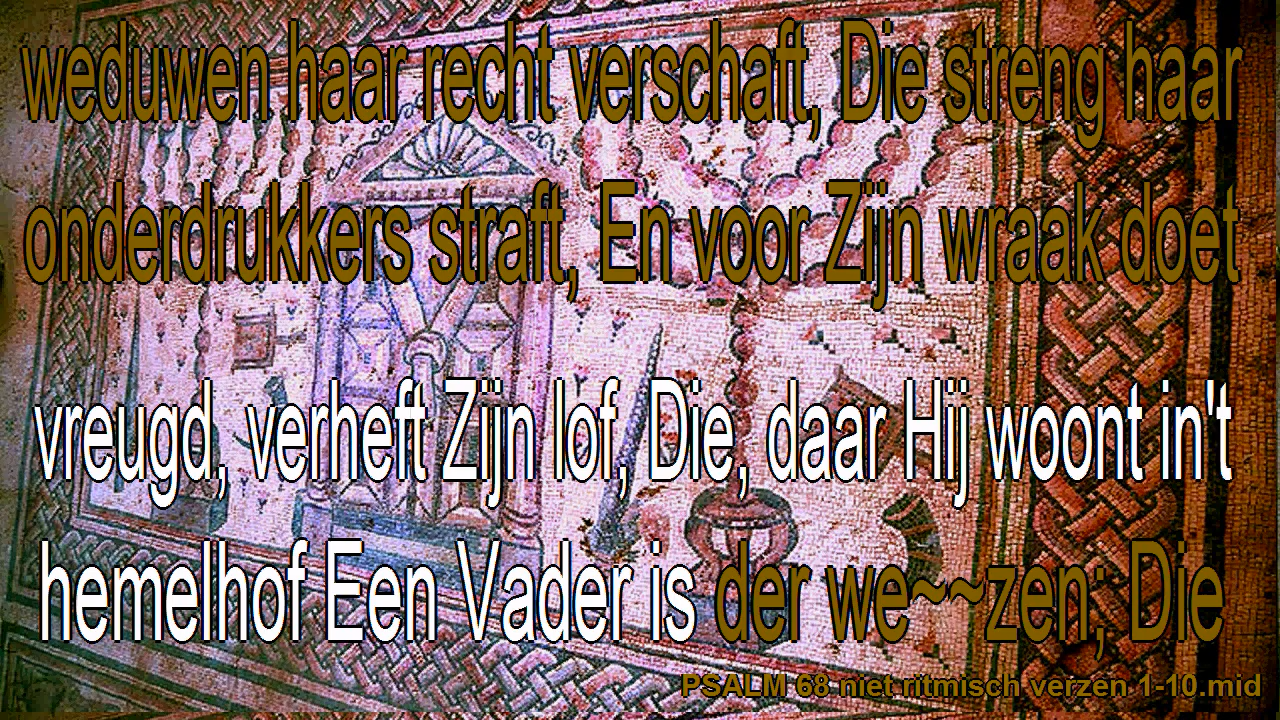 weduwen haar recht verschaft, Die streng haar
onderdrukkers straft, En voor Zijn wraak doet
vreugd, verheft Zijn lof, Die, daar Hij woont in't
hemelhof Een Vader is der we~~zen; Die
PSALM 68 niet ritmisch verzen 1-10.mid